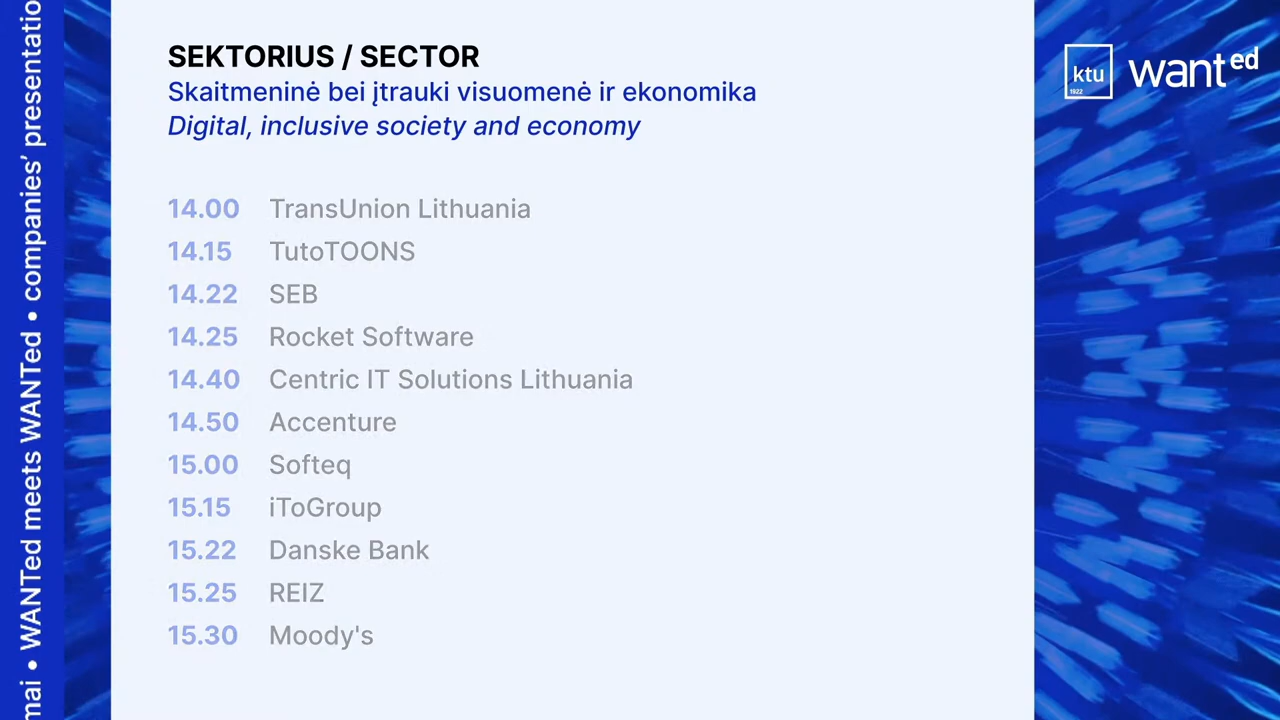 SEKTORIUS / SECTOR
Skaitmeninė bei įtrauki visuomenė ir ekonomika
Digital, inclusive society and economy
14.00 TransUnion Lithuania
14.15 TutoTOONS
14.22 SEB
14.25 Rocket Software
14.40 Centric IT Solutions Lithuania
14.50 Accenture
15.00 Softeq
15.15 iToGroup
15.22 Danske Bank
15.25 REIZ
15.30 Moody's
mai • WANTed meets WANTed • companies’ presentatio
ktu
1922
wanted